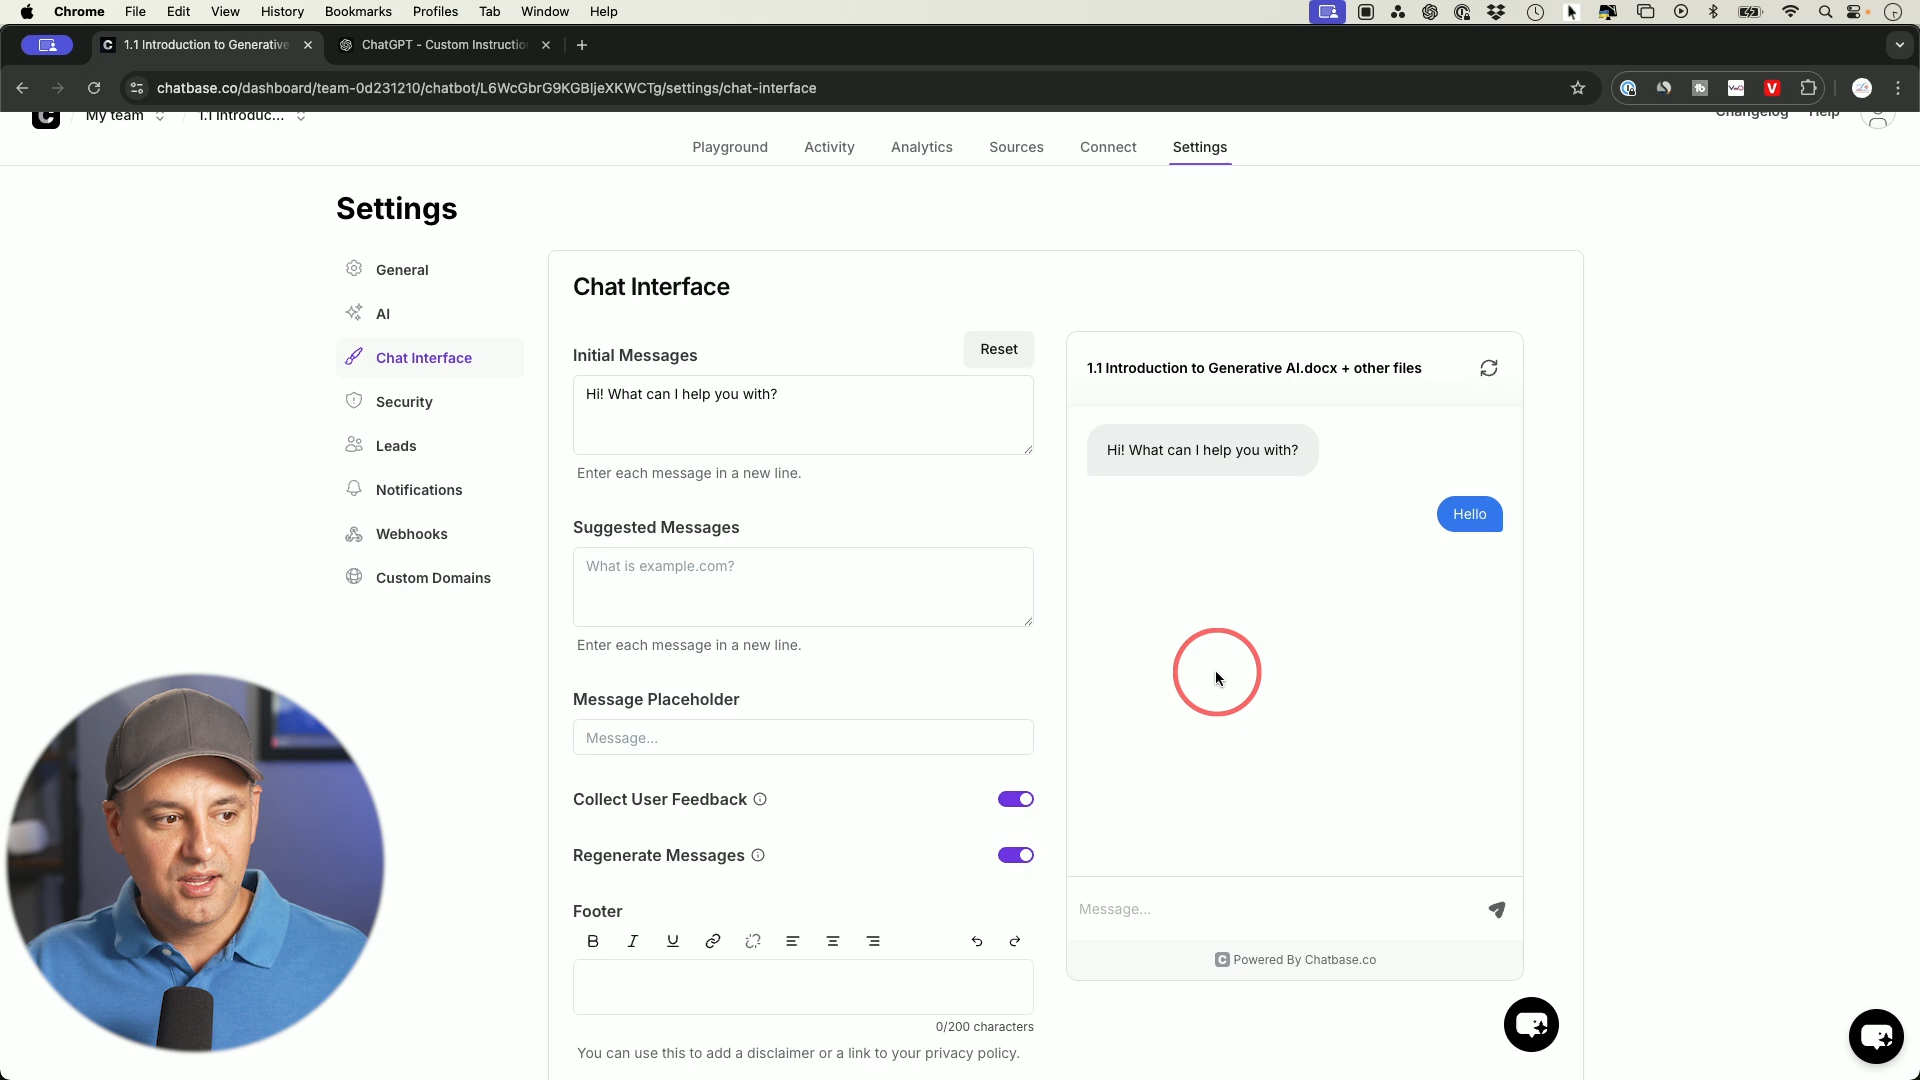 Chrome File Edit View History Bookmarks Profiles Tab Window Help
1.1 Introduction to Generative
ChatGPT - Custom Instructio
chatbase.co/dashboard/team-0d231210/chatbot/L6WcGbrG9KGBIjeXKWCTg/settings/chat-interface
My team / 1.1 Introduc...
Changelog Help
Playground Activity Analytics Sources Connect Settings
Settings
General
AI
Chat Interface
Security
Leads
Notifications
Webhooks
Custom Domains
Chat Interface
Initial Messages
Reset
Hi! What can I help you with?
Enter each message in a new line.
Suggested Messages
What is example.com?
Enter each message in a new line.
Message Placeholder
Message...
Collect User Feedback
Regenerate Messages
Footer
B I U
0/200 characters
You can use this to add a disclaimer or a link to your privacy policy.
1.1 Introduction to Generative AI.docx + other files
Hi! What can I help you with?
Hello
Message...
Powered By Chatbase.co